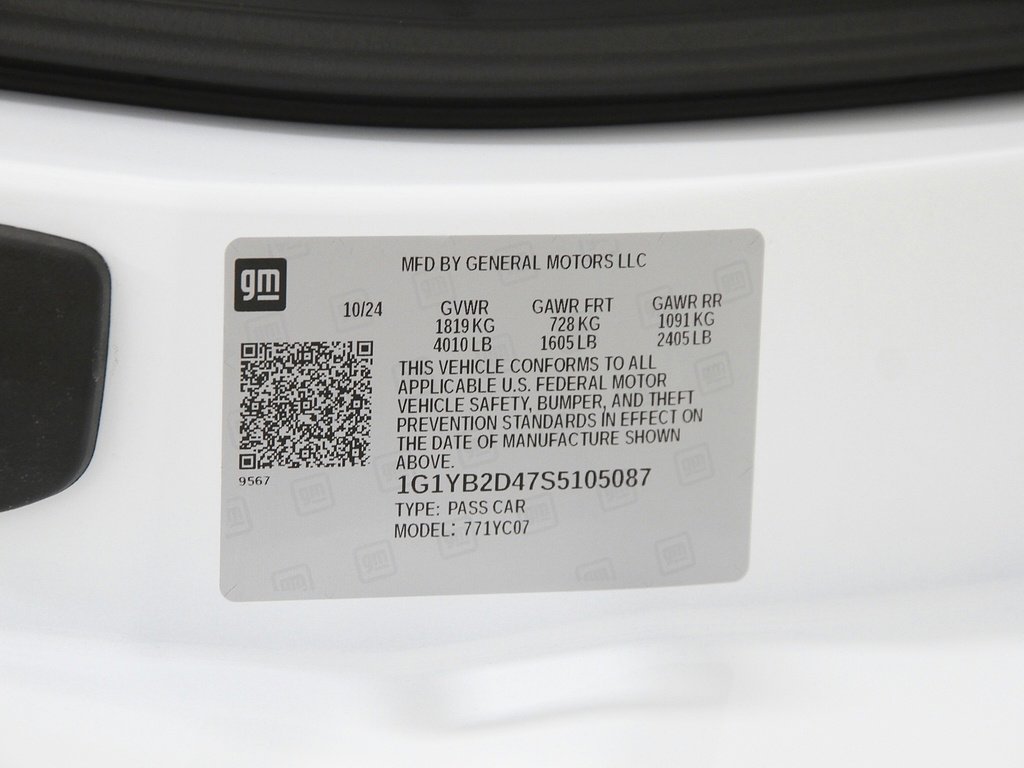 gm
MFD BY GENERAL MOTORS LLC
10/24 GVWR GAWR FRT GAWR RR
1819 KG 728 KG 1091 KG
4010 LB 1605 LB 2405 LB
THIS VEHICLE CONFORMS TO ALL
APPLICABLE U.S. FEDERAL MOTOR
VEHICLE SAFETY, BUMPER, AND THEFT
PREVENTION STANDARDS IN EFFECT ON
THE DATE OF MANUFACTURE SHOWN
ABOVE.
9567
1G1YB2D47S5105087
TYPE: PASS CAR
MODEL: 771YC07